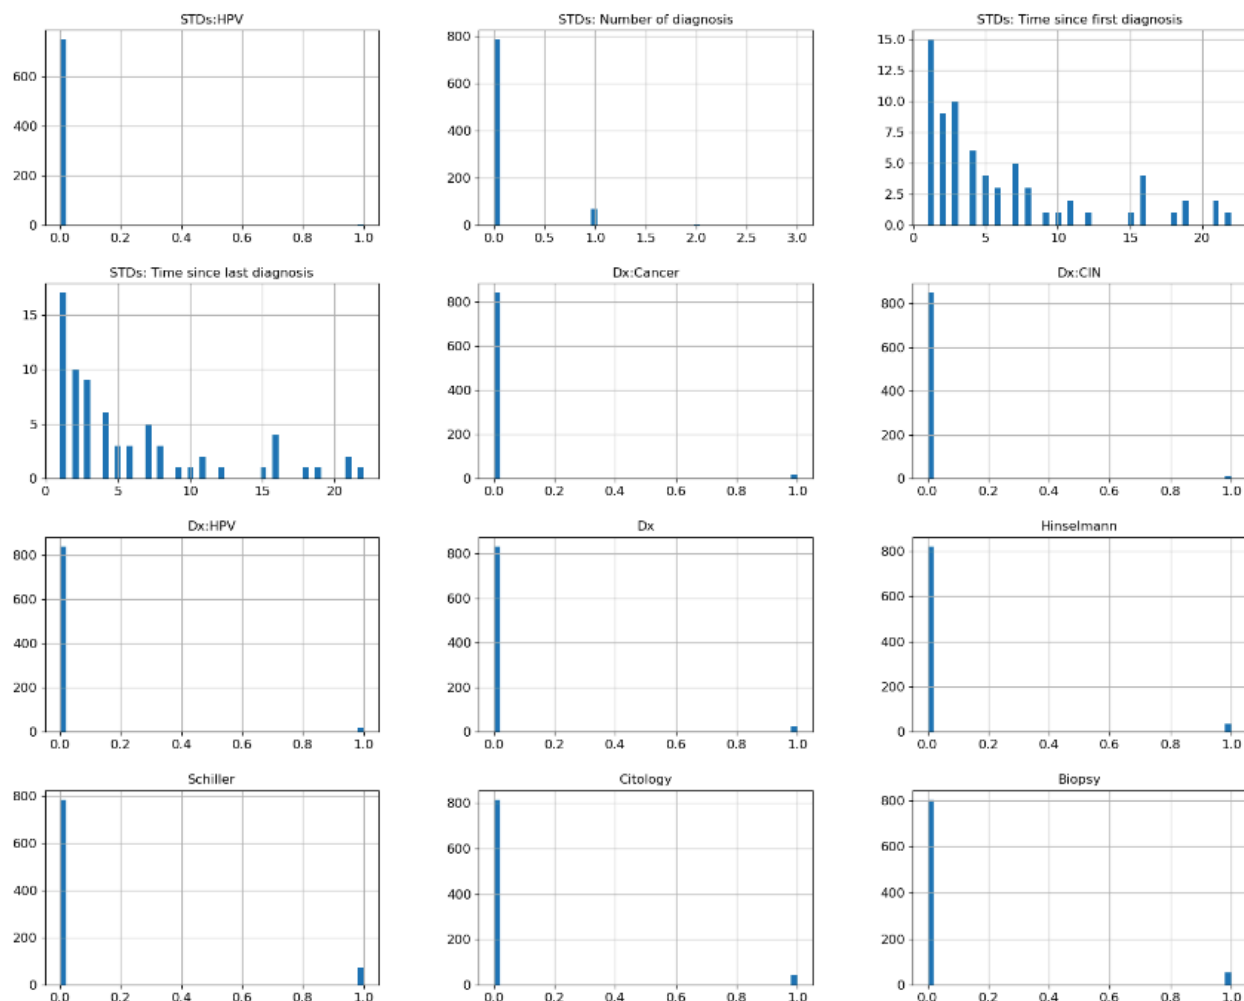 STDs:HPV
600
400
200
0
0.0 0.2 0.4 0.6 0.8 1.0
STDs: Number of diagnosis
800
600
400
200
0
0.0 0.5 1.0 1.5 2.0 2.5 3.0
STDs: Time since first diagnosis
15.0
12.5
10.0
7.5
5.0
2.5
0.0
0 5 10 15 20
STDs: Time since last diagnosis
15
10
5
0
0 5 10 15 20
Dx:Cancer
800
600
400
200
0
0.0 0.2 0.4 0.6 0.8 1.0
Dx:CIN
800
600
400
200
0
0.0 0.2 0.4 0.6 0.8 1.0
Dx:HPV
800
600
400
200
0
0.0 0.2 0.4 0.6 0.8 1.0
Dx
800
600
400
200
0
0.0 0.2 0.4 0.6 0.8 1.0
Hinselmann
800
600
400
200
0
0.0 0.2 0.4 0.6 0.8 1.0
Schiller
800
600
400
200
0
0.0 0.2 0.4 0.6 0.8 1.0
Citology
800
600
400
200
0
0.0 0.2 0.4 0.6 0.8 1.0
Biopsy
800
600
400
200
0
0.0 0.2 0.4 0.6 0.8 1.0